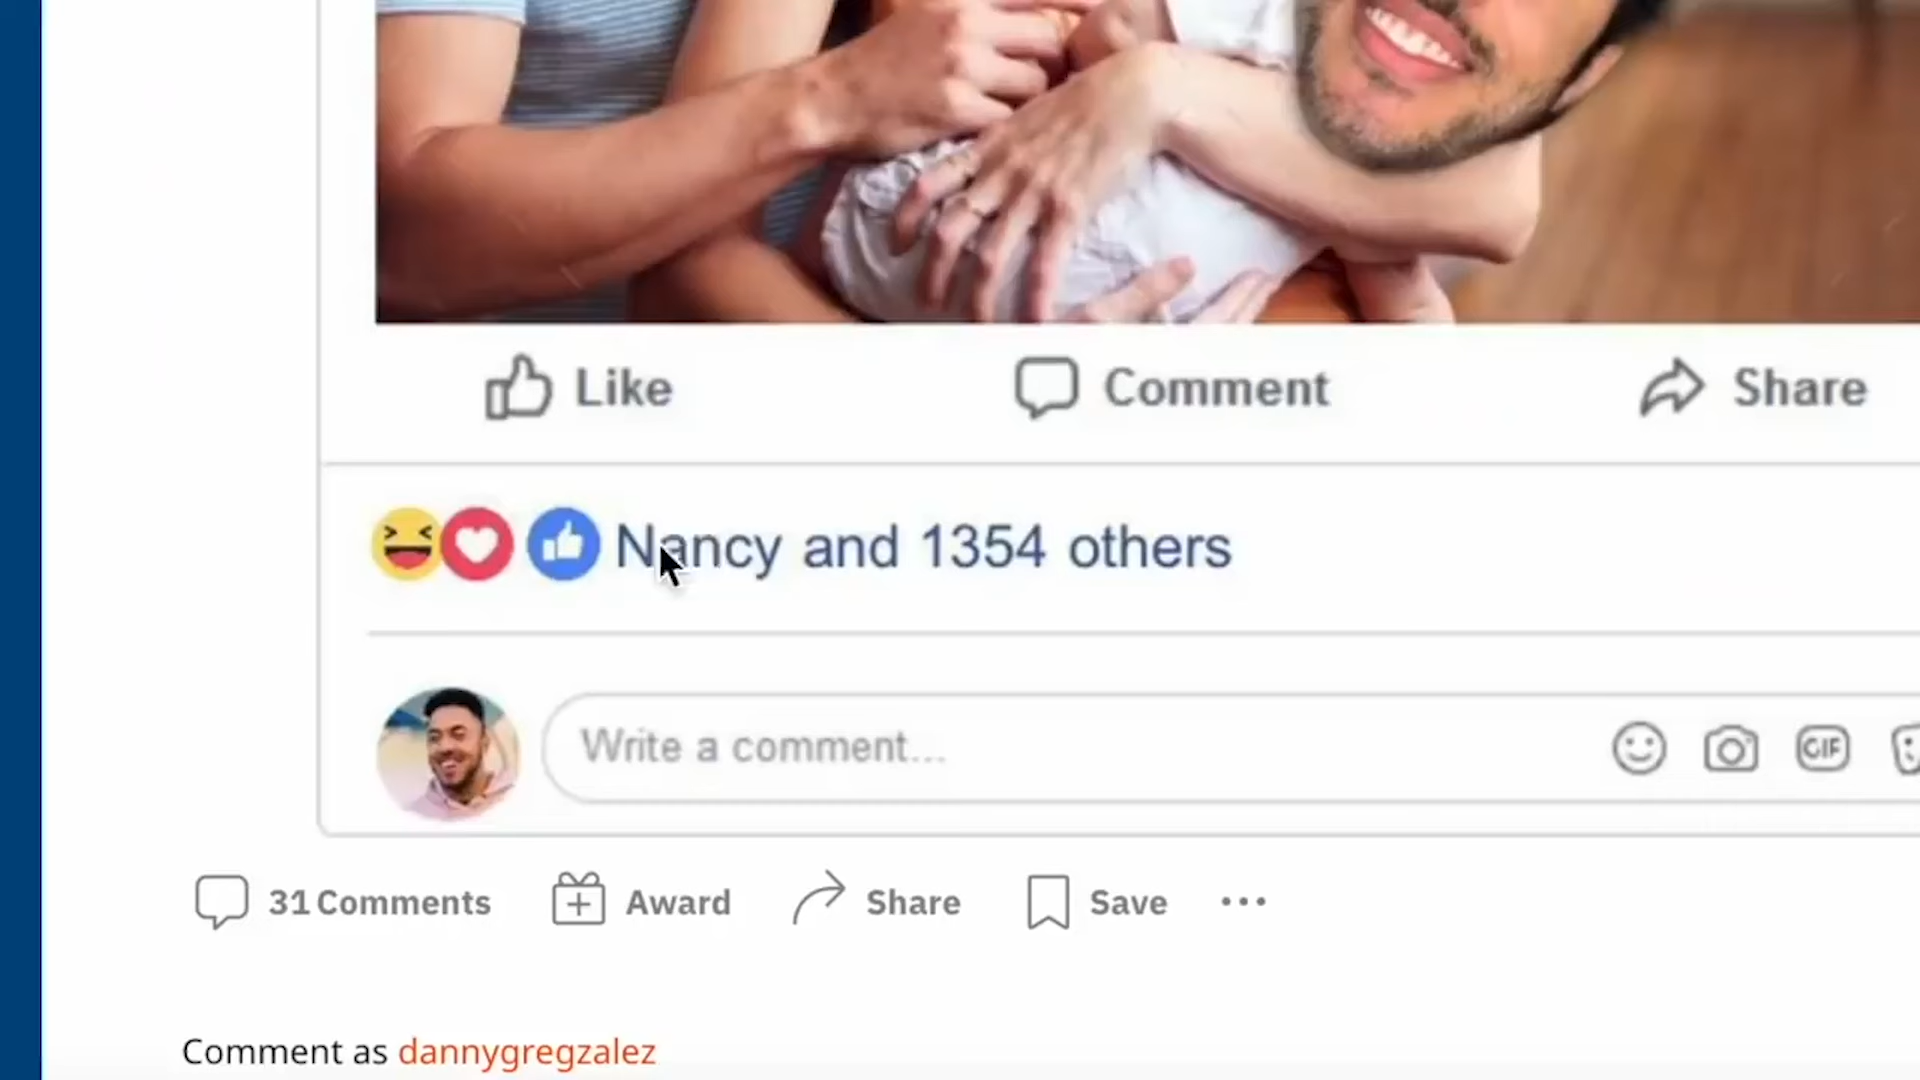 Like Comment Share
Nancy and 1354 others
Write a comment...
GIF
31 Comments Award Share Save
Comment as dannygregzalez